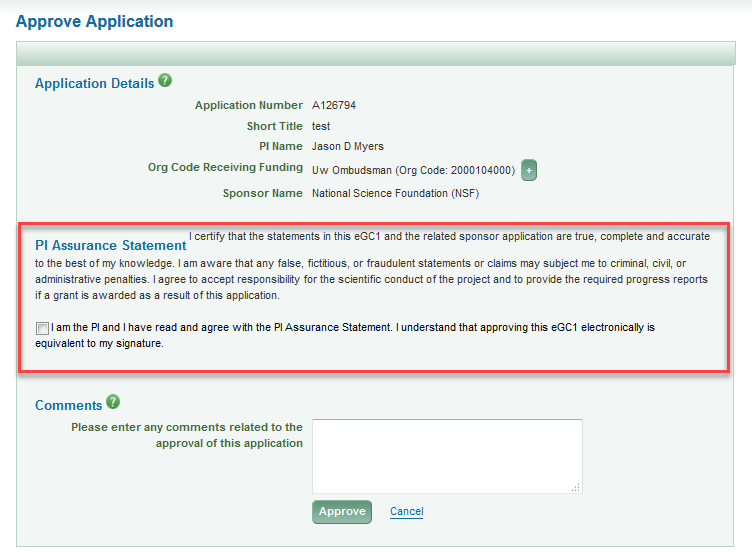 Approve Application
Application Details ?
Application Number A126794
Short Title test
PI Name Jason D Myers
Org Code Receiving Funding Uw Ombudsman (Org Code: 2000104000) +
Sponsor Name National Science Foundation (NSF)
PI Assurance Statement I certify that the statements in this eGC1 and the related sponsor application are true, complete and accurate
to the best of my knowledge. I am aware that any false, fictitious, or fraudulent statements or claims may subject me to criminal, civil, or
administrative penalties. I agree to accept responsibility for the scientific conduct of the project and to provide the required progress reports
if a grant is awarded as a result of this application.
I am the PI and I have read and agree with the PI Assurance Statement. I understand that approving this eGC1 electronically is
equivalent to my signature.
Comments ?
Please enter any comments related to the
approval of this application
Approve Cancel